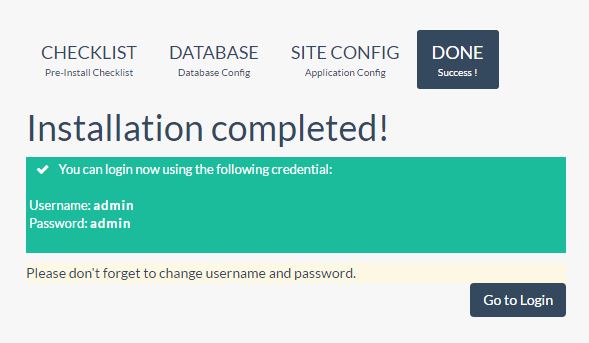 CHECKLIST
Pre-Install Checklist
DATABASE
Database Config
SITE CONFIG
Application Config
DONE
Success !
Installation completed!
You can login now using the following credential:
Username: admin
Password: admin
Please don't forget to change username and password.
Go to Login